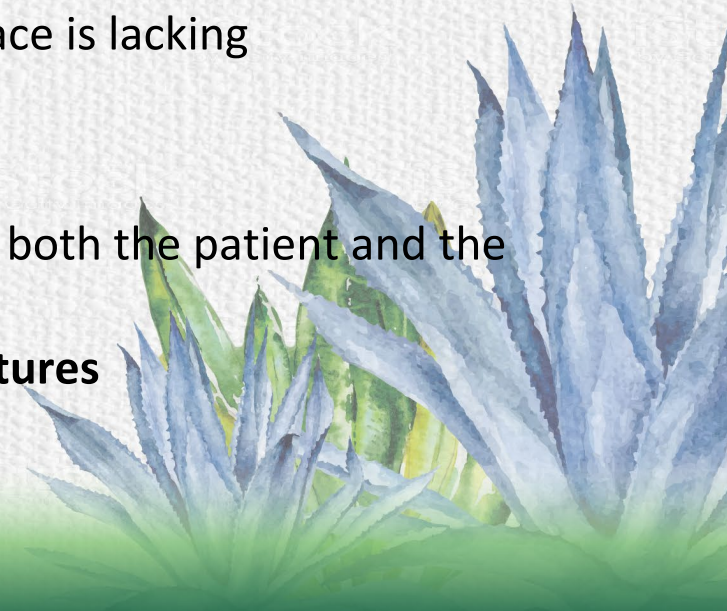 ace is lacking
both the patient and the
tures